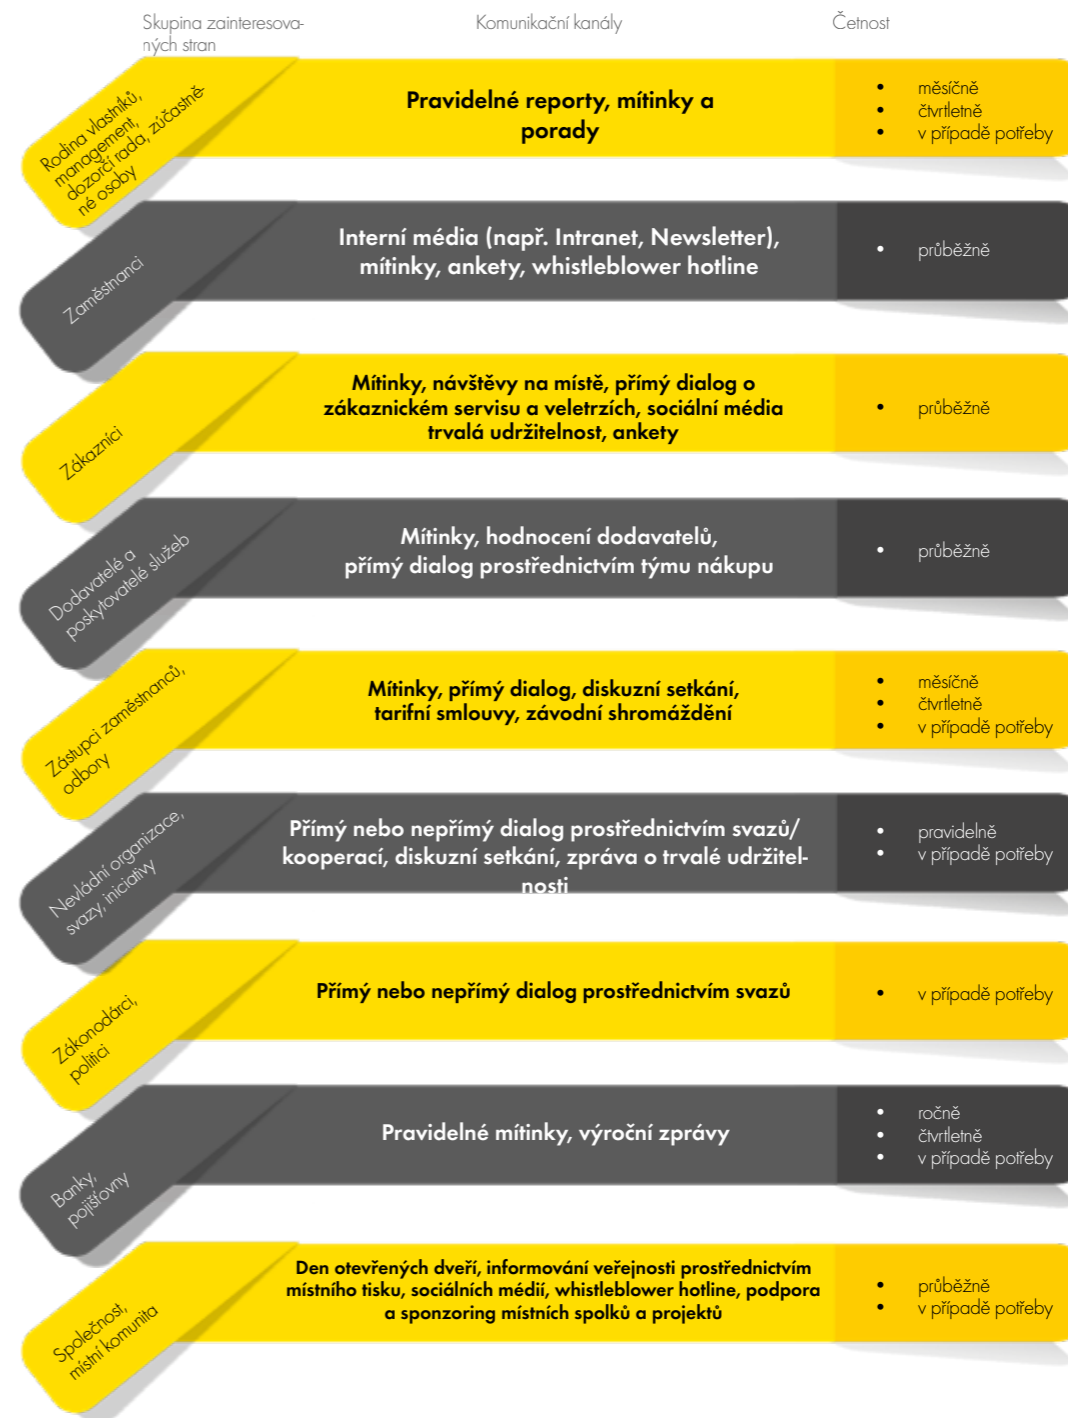 Skupina zainteresova-
ných stran
Komunikační kanály
Četnost
Rodina vlastníků,
management,
dozorčí rada, zúčastně-
né osoby
Pravidelné reporty, mítinky a
porady
• měsíčně
• čtvrtletně
• v případě potřeby
Zaměstnanci
Interní média (např. Intranet, Newsletter),
mítinky, ankety, whistleblower hotline
• průběžně
Zákazníci
Mítinky, návštěvy na místě, přímý dialog o
zákaznickém servisu a veletrzích, sociální média
trvalá udržitelnost, ankety
• průběžně
Dodavatelé a
poskytovatelé služeb
Mítinky, hodnocení dodavatelů,
přímý dialog prostřednictvím týmu nákupu
• průběžně
Zástupci zaměstnanců,
odbory
Mítinky, přímý dialog, diskuzní setkání,
tarifní smlouvy, závodní shromáždění
• měsíčně
• čtvrtletně
• v případě potřeby
Nevládní organizace,
svazy, iniciativy
Přímý nebo nepřímý dialog prostřednictvím svazů/
kooperací, diskuzní setkání, zpráva o trvalé udržitel-
nosti
• pravidelně
• v případě potřeby
Zákonodárci,
politici
Přímý nebo nepřímý dialog prostřednictvím svazů
• v případě potřeby
Banky,
pojišťovny
Pravidelné mítinky, výroční zprávy
• ročně
• čtvrtletně
• v případě potřeby
Společnost,
místní komunita
Den otevřených dveří, informování veřejnosti prostřednictvím
místního tisku, sociálních médií, whistleblower hotline, podpora
a sponzoring místních spolků a projektů
• průběžně
• v případě potřeby